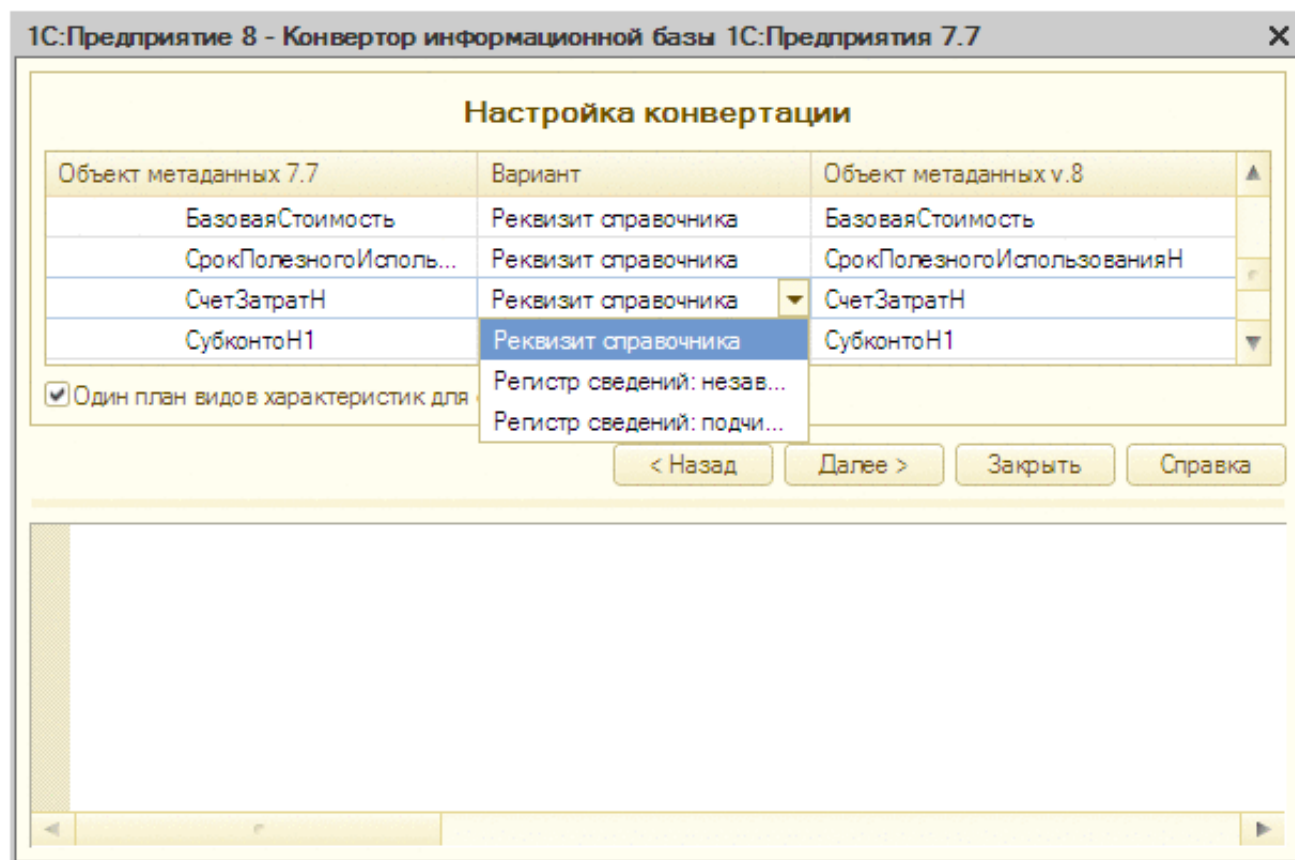 1С:Предприятие 8 - Конвертор информационной базы 1С:Предприятия 7.7
Настройка конвертации
Объект метаданных 7.7 Вариант Объект метаданных v.8
БазоваяСтоимость Реквизит справочника БазоваяСтоимость
СрокПолезногоИсполь... Реквизит справочника СрокПолезногоИспользованияН
СчетЗатратН Реквизит справочника СчетЗатратН
СубконтоН1 Реквизит справочника СубконтоН1
Регистр сведений: незав...
Один план видов характеристик для
Регистр сведений: подчи...
< Назад Далее > Закрыть Справка